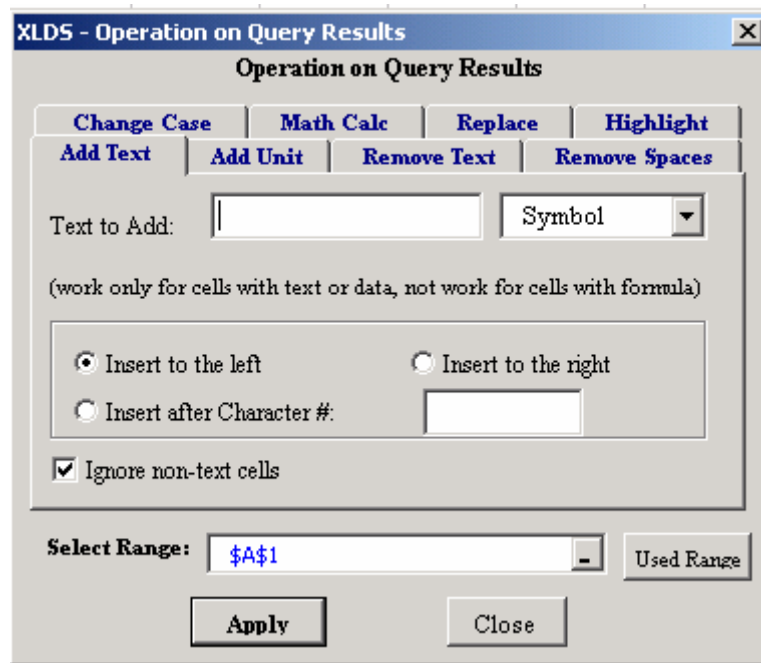 XLDS - Operation on Query Results
Operation on Query Results
Change Case Math Calc Replace Highlight
Add Text Add Unit Remove Text Remove Spaces
Text to Add: Symbol
(work only for cells with text or data, not work for cells with formula)
Insert to the left Insert to the right
Insert after Character #:
Ignore non-text cells
Select Range: $A$1 Used Range
Apply Close